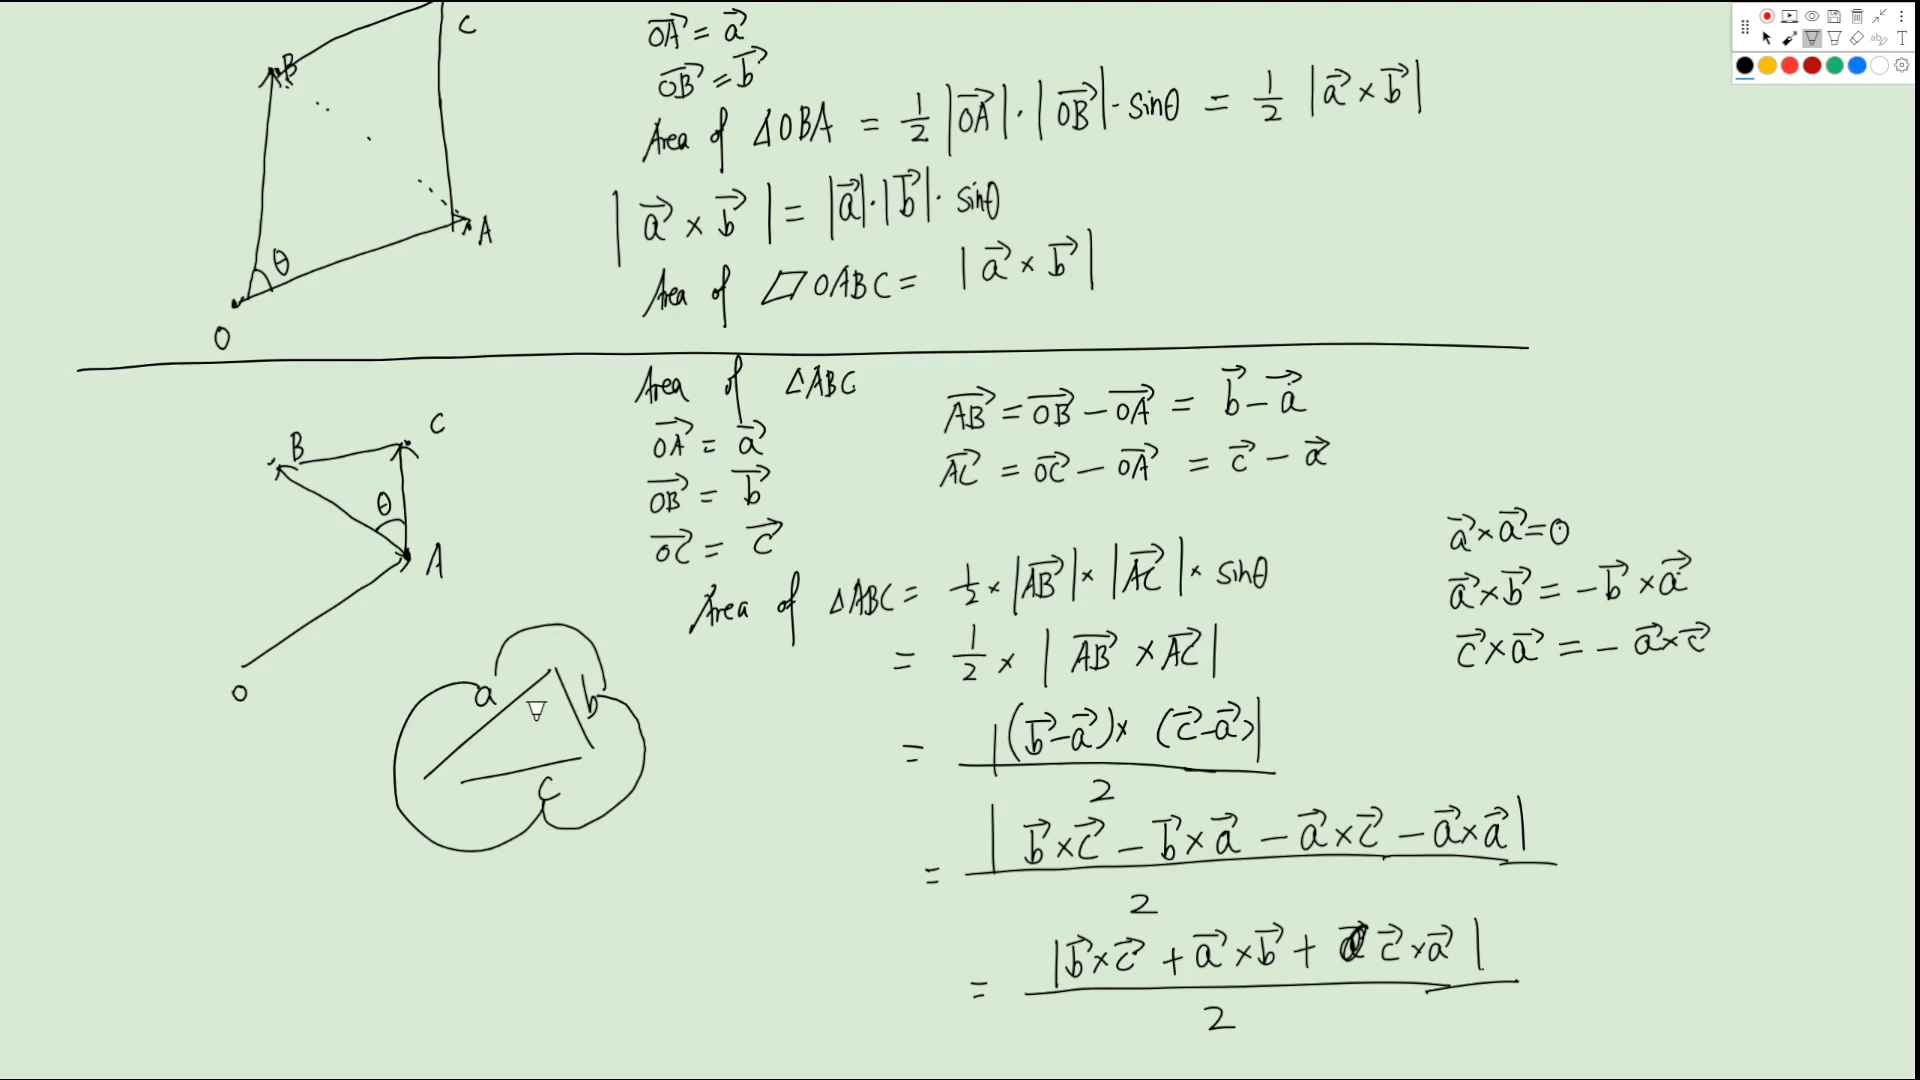 C
B
θ
A
O
→OA = →a
→OB = →b
Area of △OBA = 1/2 |→OA| · |→OB| · sinθ = 1/2 |→a × →b|
|→a × →b| = |→a| · |→b| · sinθ
Area of ▱OABC = |→a × →b|
B
C
θ
A
O
Area of △ABC
→OA = →a
→OB = →b
→OC = →c
→AB = →OB − →OA = →b − →a
→AC = →OC − →OA = →c − →a
Area of △ABC = 1/2 × |→AB| × |→AC| × sinθ
= 1/2 × |→AB × →AC|
= |(→b − →a) × (→c − →a)| / 2
= |→b × →c − →b × →a − →a × →c − →a × →a| / 2
= |→b × →c + →a × →b + →c × →a| / 2
→a × →a = 0
→a × →b = − →b × →a
→c × →a = − →a × →c
a
b
c
T